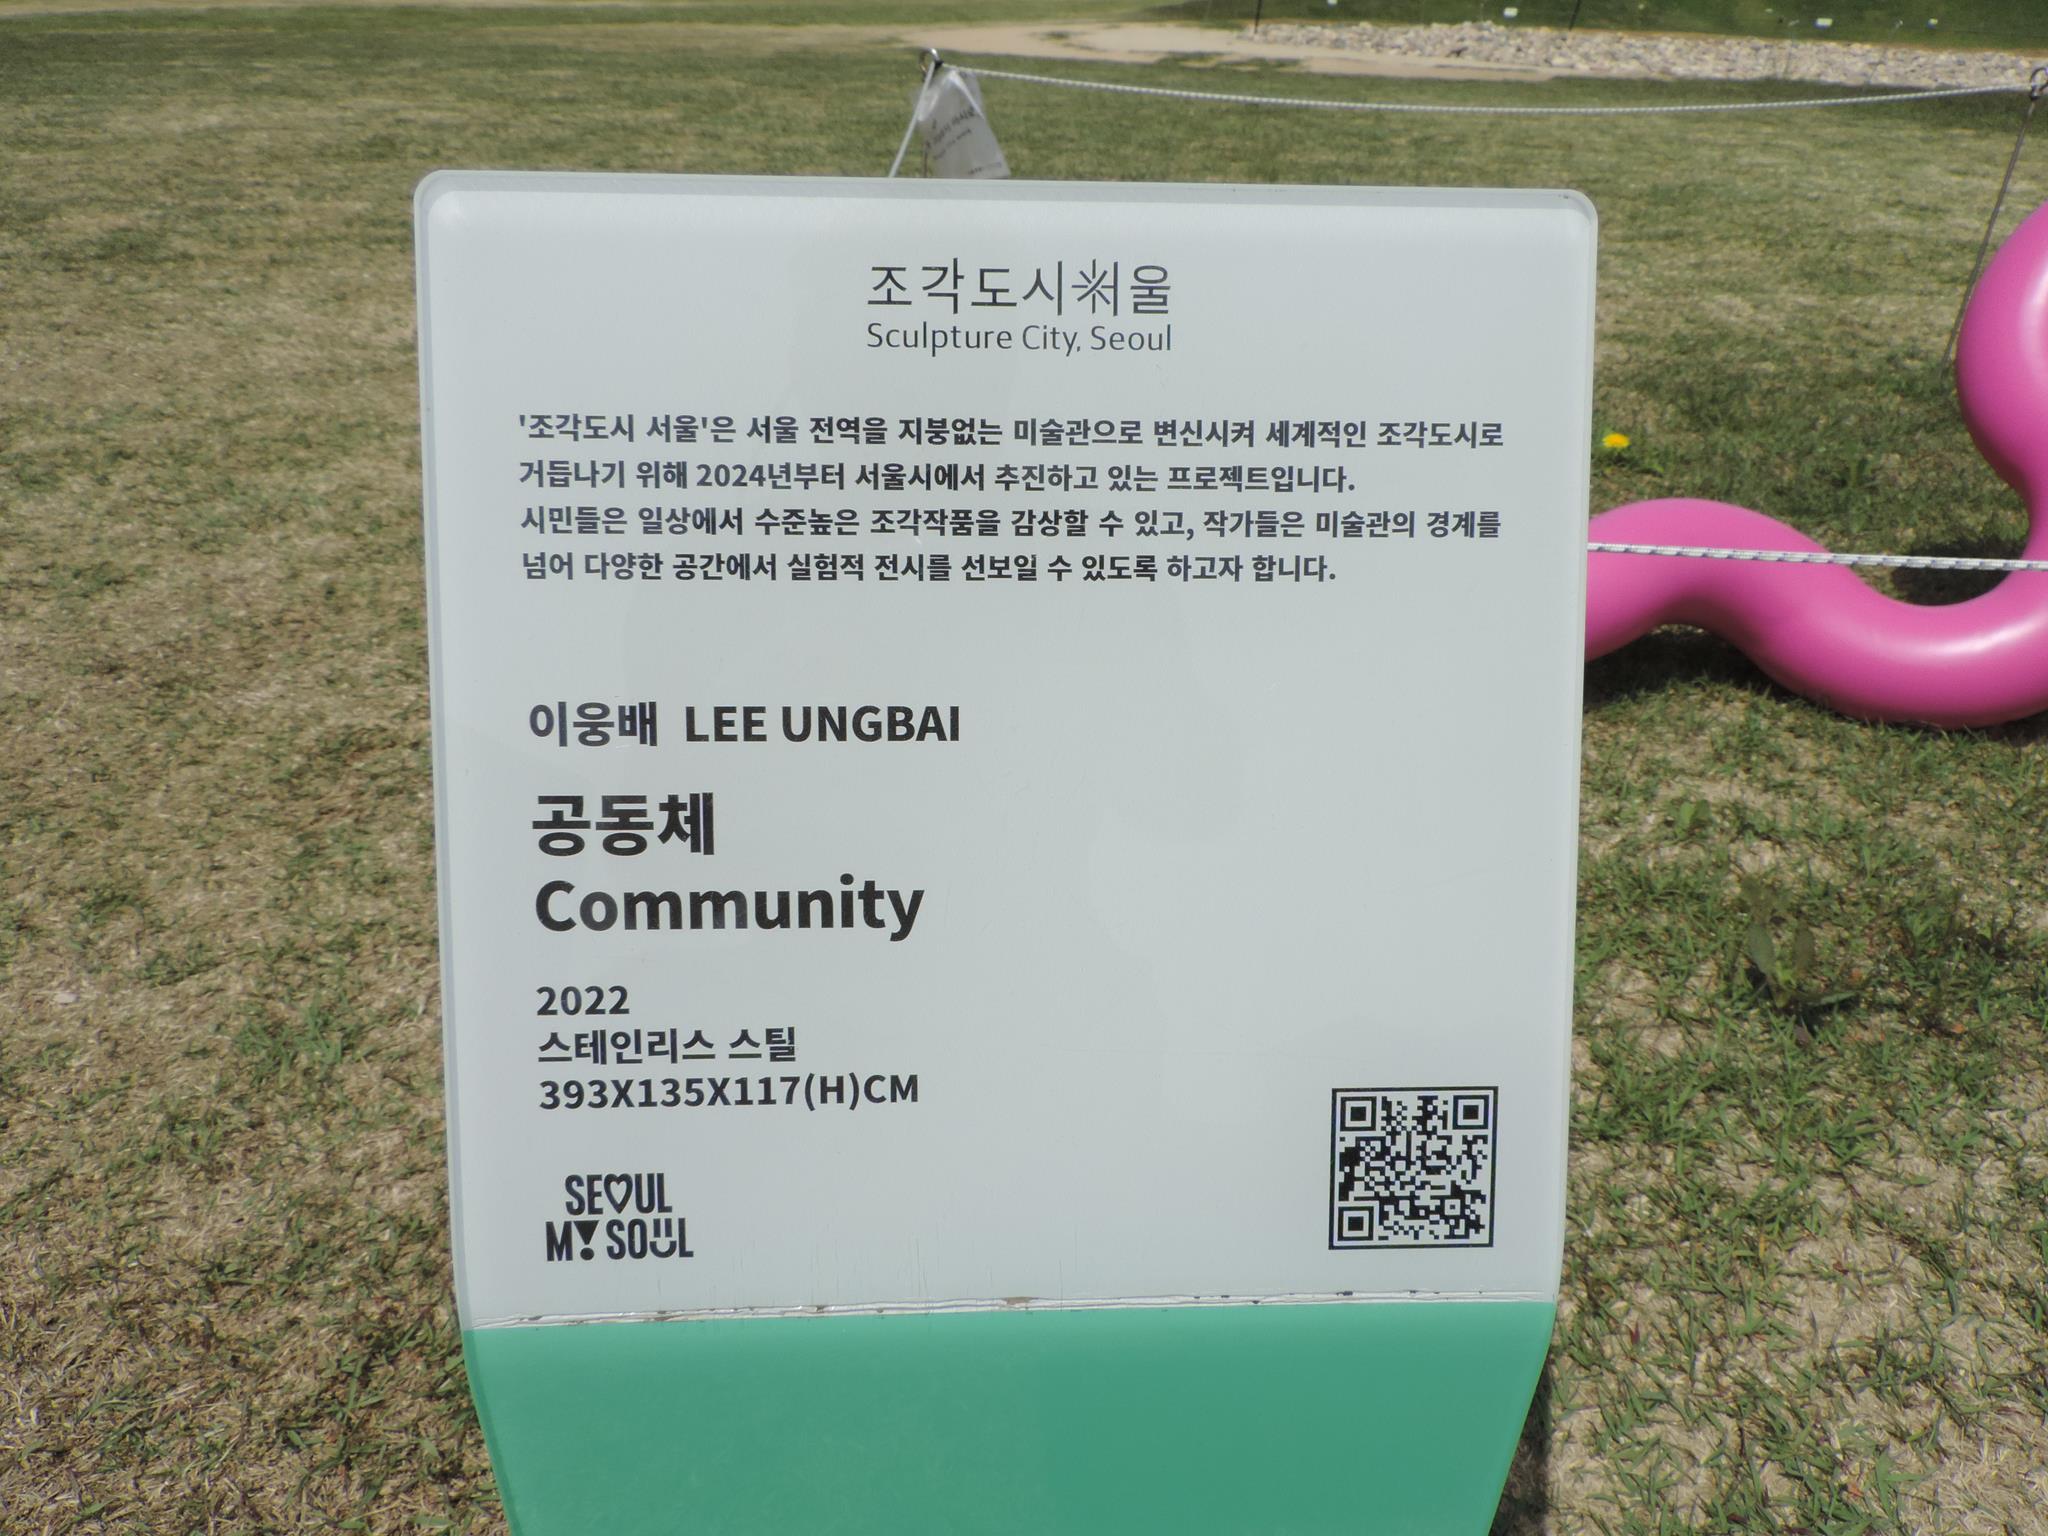 조각도시서울
Sculpture City, Seoul
'조각도시 서울'은 서울 전역을 지붕없는 미술관으로 변신시켜 세계적인 조각도시로
거듭나기 위해 2024년부터 서울시에서 추진하고 있는 프로젝트입니다.
시민들은 일상에서 수준높은 조각작품을 감상할 수 있고, 작가들은 미술관의 경계를
넘어 다양한 공간에서 실험적 전시를 선보일 수 있도록 하고자 합니다.
이웅배 LEE UNGBAI
공동체
Community
2022
스테인리스 스틸
393X135X117(H)CM
SEOUL
MY SOUL